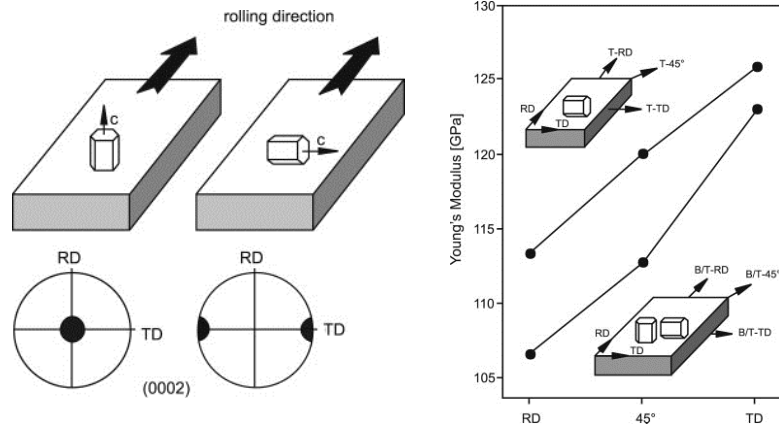 rolling direction
c
c
RD
TD
RD
TD
(0002)
Young's Modulus [GPa]
130
125
120
115
110
105
RD
45°
TD
T-RD
T-45°
RD
T-TD
TD
B/T-RD
B/T-45°
RD
B/T-TD
TD